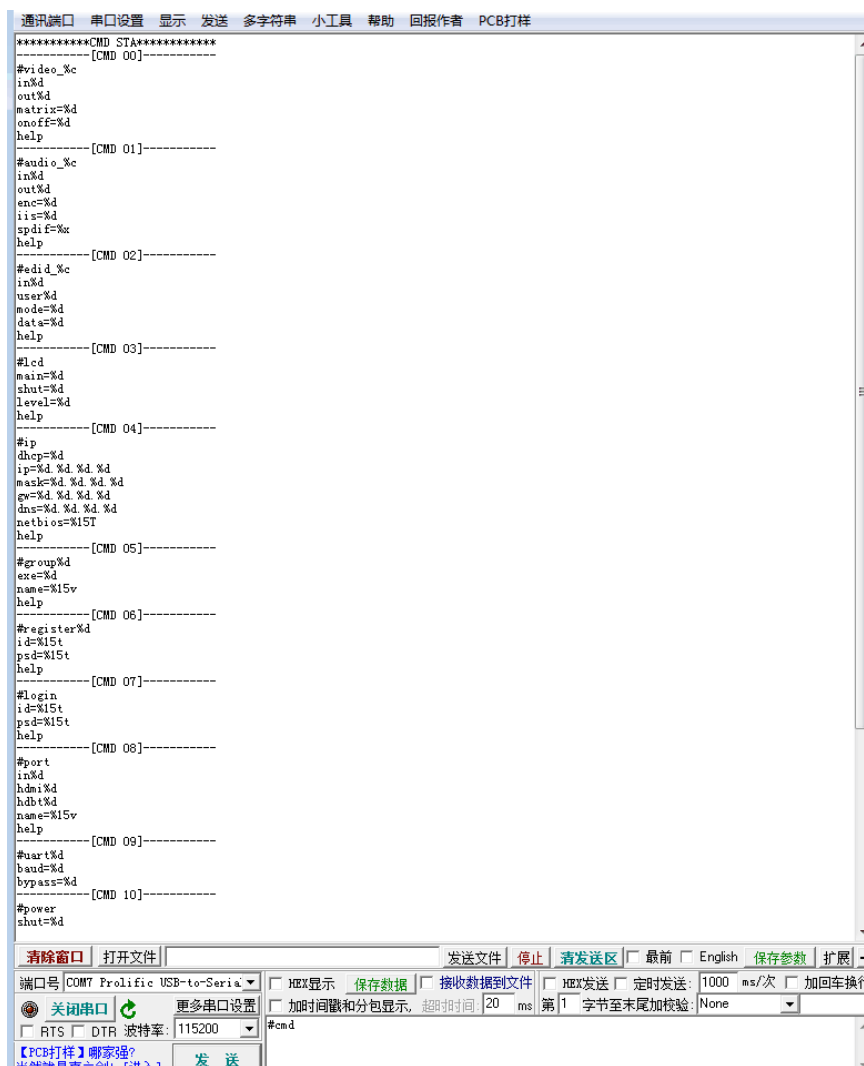 通讯端口 串口设置 显示 发送 多字符串 小工具 帮助 回报作者 PCB打样
***********CMD STA************
-----------[CMD 00]-----------
#video_%c
in%d
out%d
matrix=%d
onoff=%d
help
-----------[CMD 01]-----------
#audio_%c
in%d
out%d
enc=%d
iis=%d
spdif=%x
help
-----------[CMD 02]-----------
#edid_%c
in%d
user%d
mode=%d
data=%d
help
-----------[CMD 03]-----------
#lcd
main=%d
shut=%d
level=%d
help
-----------[CMD 04]-----------
#ip
dhcp=%d
ip=%d.%d.%d.%d
mask=%d.%d.%d.%d
gw=%d.%d.%d.%d
dns=%d.%d.%d.%d
netbios=%15T
help
-----------[CMD 05]-----------
#group%d
exe=%d
name=%15v
help
-----------[CMD 06]-----------
#register%d
id=%15t
psd=%15t
help
-----------[CMD 07]-----------
#login
id=%15t
psd=%15t
help
-----------[CMD 08]-----------
#port
in%d
hdmi%d
hdbt%d
name=%15v
help
-----------[CMD 09]-----------
#uart%d
baud=%d
bypass=%d
-----------[CMD 10]-----------
#power
shut=%d
清除窗口 打开文件 发送文件 停止 清发送区 最前 English 保存参数 扩展
端口号 COM7 Prolific USB-to-Seria HEX显示 保存数据 接收数据到文件 HEX发送 定时发送: 1000 ms/次 加回车换行
关闭串口 更多串口设置 加时间戳和分包显示, 超时时间: 20 ms 第 1 字节至末尾加校验: None
RTS DTR 波特率: 115200 #cmd
【PCB打样】哪家强?
发 送